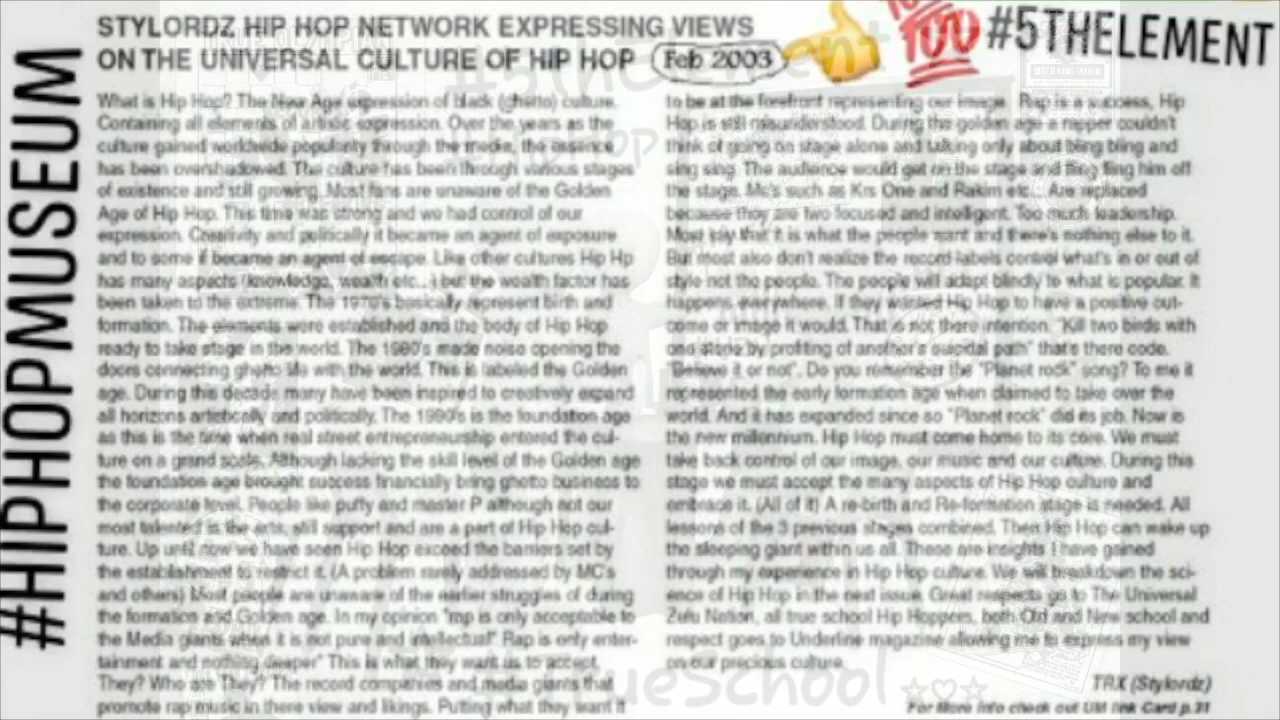 STYLORDZ HIP HOP NETWORK EXPRESSING VIEWS
ON THE UNIVERSAL CULTURE OF HIP HOP Feb 2003
100
#5THELEMENT
#HIPHOPMUSEUM
What is Hip Hop? The New Age expression of black (ghetto) culture.
Containing all elements of artistic expression. Over the years as the
culture gained worldwide popularity through the media, the essence
has been overshadowed. The culture has been through various stages
of existence and still growing. Most fans are unaware of the Golden
Age of Hip Hop. This time was strong and we had control of our
expression. Creativity and politically it became an agent of exposure
and to some if became an agent of escape. Like other cultures Hip Hp
has many aspects (knowledge, wealth etc...) but the wealth factor has
been taken to the extreme. The 1970's basically represent birth and
formation. The elements were established and the body of Hip Hop
ready to take stage in the world. The 1980's made noise opening the
doors connecting ghetto life with the world. This is labeled the Golden
age. During this decade many have been inspired to creatively expand
all horizons artistically and politically. The 1990's is the foundation age
as this is the time when real street entrepreneurship entered the cul-
ture on a grand scale. Although lacking the skill level of the Golden age
the foundation age brought success financially bring ghetto business to
the corporate level. People like puffy and master P although not our
most talented is the arts, still support and are a part of Hip Hop cul-
ture. Up until now we have seen Hip Hop exceed the barriers set by
the establishment to restrict it. (A problem rarely addressed by MC's
and others) Most people are unaware of the earlier struggles of during
the formation and Golden age. In my opinion "rap is only acceptable to
the Media giants when it is not pure and intellectual" Rap is only enter-
tainment and nothing deeper" This is what they want us to accept.
They? Who are They? The record companies and media giants that
promote rap music in there view and likings. Putting what they want it
to be at the forefront representing our image. Rap is a success, Hip
Hop is still misunderstood. During the golden age a rapper couldn't
think of going on stage alone and talking only about bling bling and
sing sing. The audience would get on the stage and fling fling him off
the stage. Mc's such as Krs One and Rakim etc... Are replaced
because they are two focused and intelligent. Too much leadership.
Most say that it is what the people want and there's nothing else to it.
But most also don't realize the record labels control what's in or out of
style not the people. The people will adapt blindly to what is popular. It
happens everywhere. If they wanted Hip Hop to have a positive out-
come or image it would. That is not there intention. "Kill two birds with
one stone by profiting of another's suicidal path" that's there code.
"Believe it or not". Do you remember the "Planet rock" song? To me it
represented the early formation age when claimed to take over the
world. And it has expanded since so "Planet rock" did its job. Now is
the new millennium. Hip Hop must come home to its core. We must
take back control of our image, our music and our culture. During this
stage we must accept the many aspects of Hip Hop culture and
embrace it. (All of it) A re-birth and Re-formation stage is needed. All
lessons of the 3 previous stages combined. Then Hip Hop can wake up
the sleeping giant within us all. These are insights I have gained
through my experience in Hip Hop culture. We will breakdown the sci-
ence of Hip Hop in the next issue. Great respects go to The Universal
Zulu Nation, all true school Hip Hoppers, both Old and New school and
respect goes to Underline magazine allowing me to express my view
on our precious culture.
TRX (Stylordz)
For More info check out UM link Card p.31